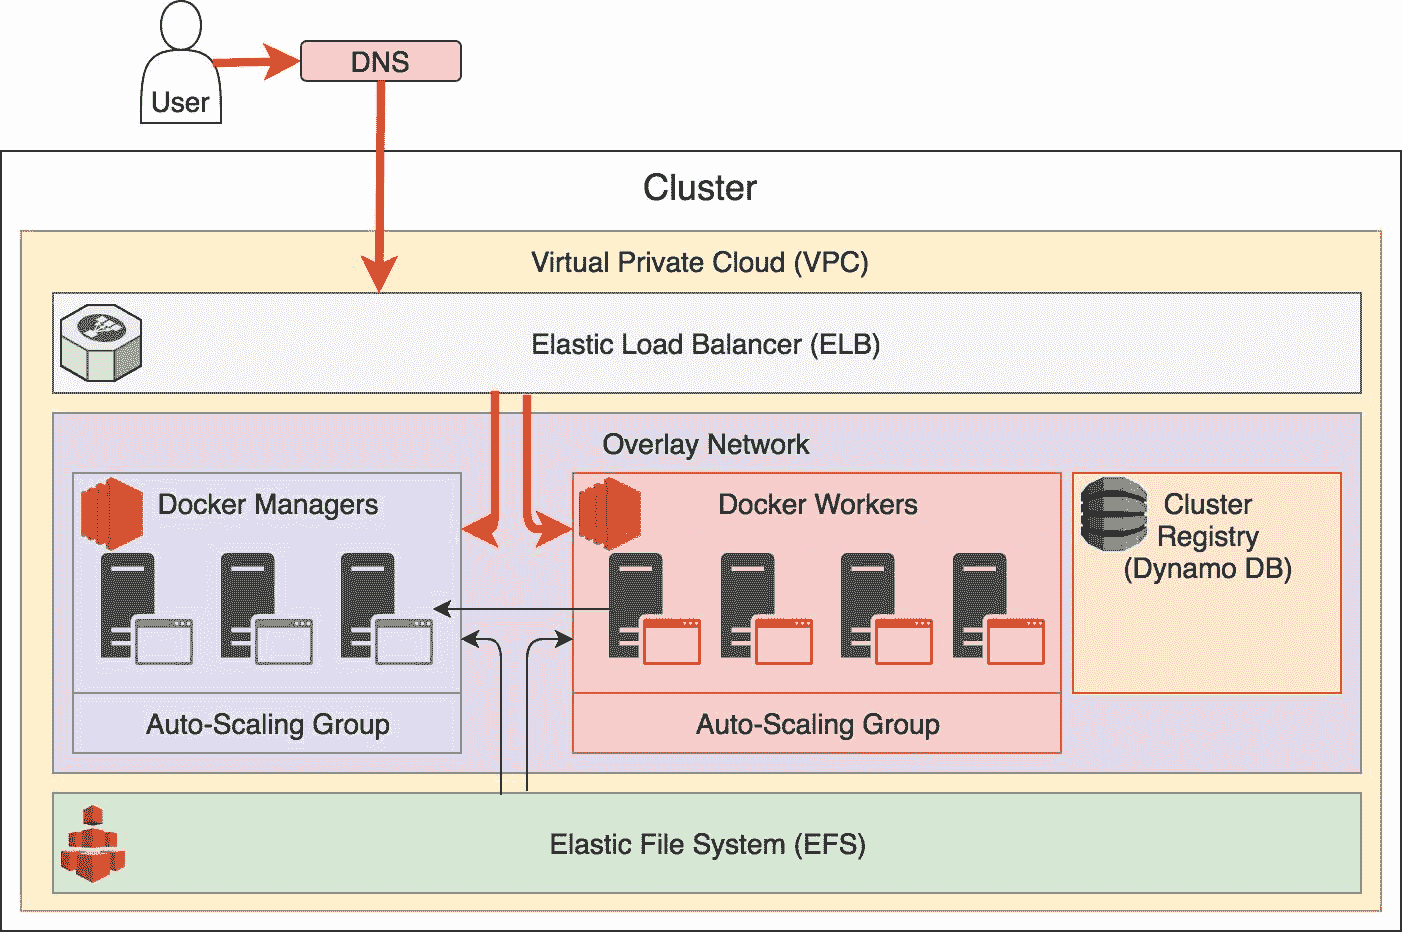 User
DNS
Cluster
Virtual Private Cloud (VPC)
Elastic Load Balancer (ELB)
Overlay Network
Docker Managers
Docker Workers
Cluster
Registry
(Dynamo DB)
Auto-Scaling Group
Auto-Scaling Group
Elastic File System (EFS)